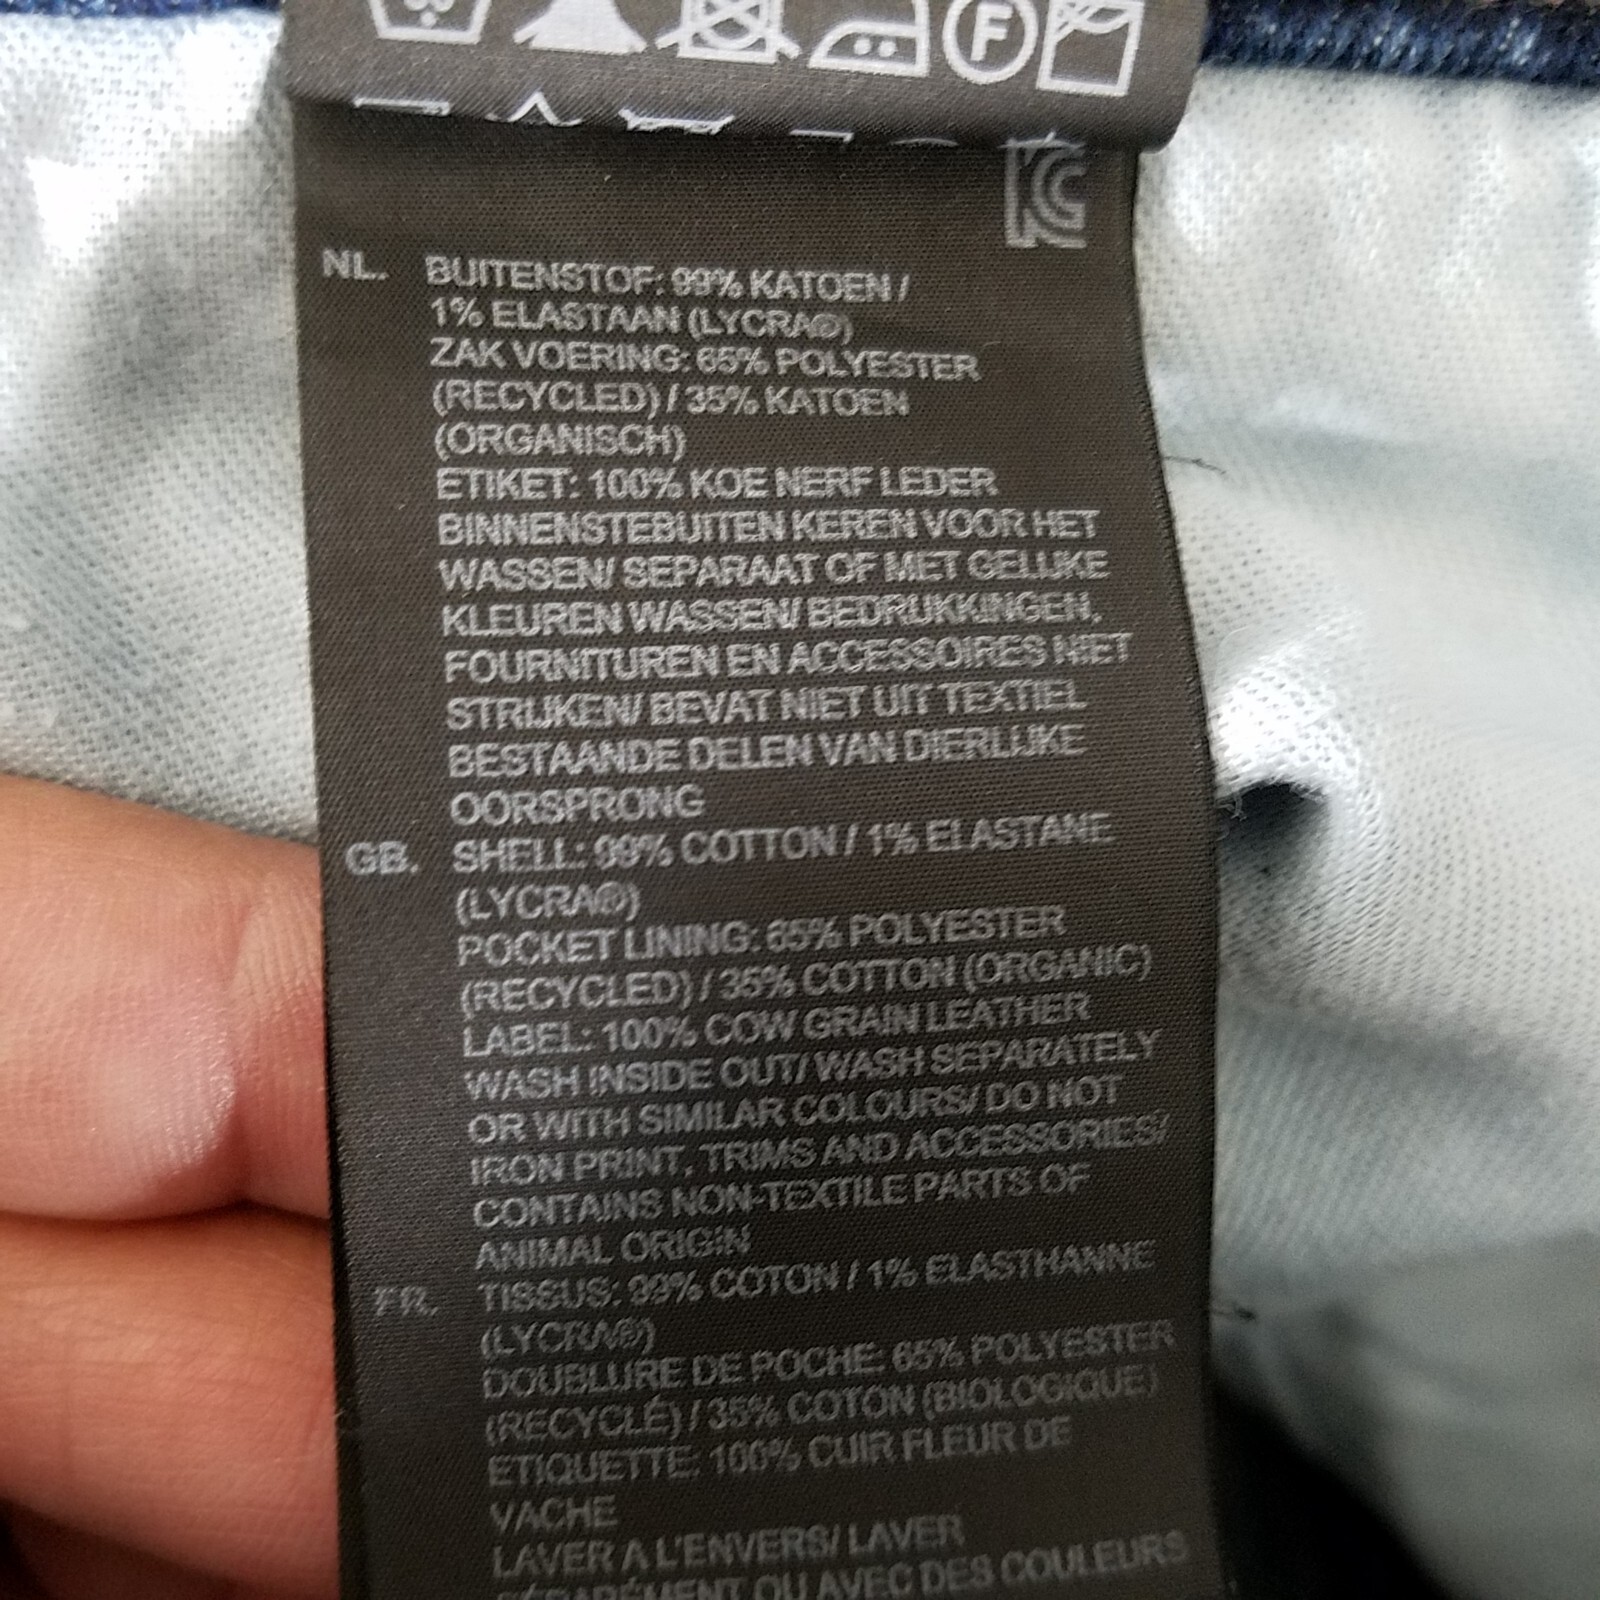 F
KC
NL. BUITENSTOF: 99% KATOEN /
1% ELASTAAN (LYCRA®)
ZAK VOERING: 65% POLYESTER
(RECYCLED) / 35% KATOEN
(ORGANISCH)
ETIKET: 100% KOE NERF LEDER
BINNENSTEBUITEN KEREN VOOR HET
WASSEN/ SEPARAAT OF MET GELIJKE
KLEUREN WASSEN/ BEDRUKKINGEN,
FOURNITUREN EN ACCESSOIRES NIET
STRIJKEN/ BEVAT NIET UIT TEXTIEL
BESTAANDE DELEN VAN DIERLIJKE
OORSPRONG
GB. SHELL: 99% COTTON / 1% ELASTANE
(LYCRA®)
POCKET LINING: 65% POLYESTER
(RECYCLED) / 35% COTTON (ORGANIC)
LABEL: 100% COW GRAIN LEATHER
WASH INSIDE OUT/ WASH SEPARATELY
OR WITH SIMILAR COLOURS/ DO NOT
IRON PRINT, TRIMS AND ACCESSORIES/
CONTAINS NON-TEXTILE PARTS OF
ANIMAL ORIGIN
FR. TISSUS: 99% COTON / 1% ELASTHANNE
(LYCRA®)
DOUBLURE DE POCHE: 65% POLYESTER
(RECYCLÉ) / 35% COTON (BIOLOGIQUE)
ETIQUETTE: 100% CUIR FLEUR DE
VACHE
LAVER A L'ENVERS/ LAVER
SÉPARÉMENT OU AVEC DES COULEURS